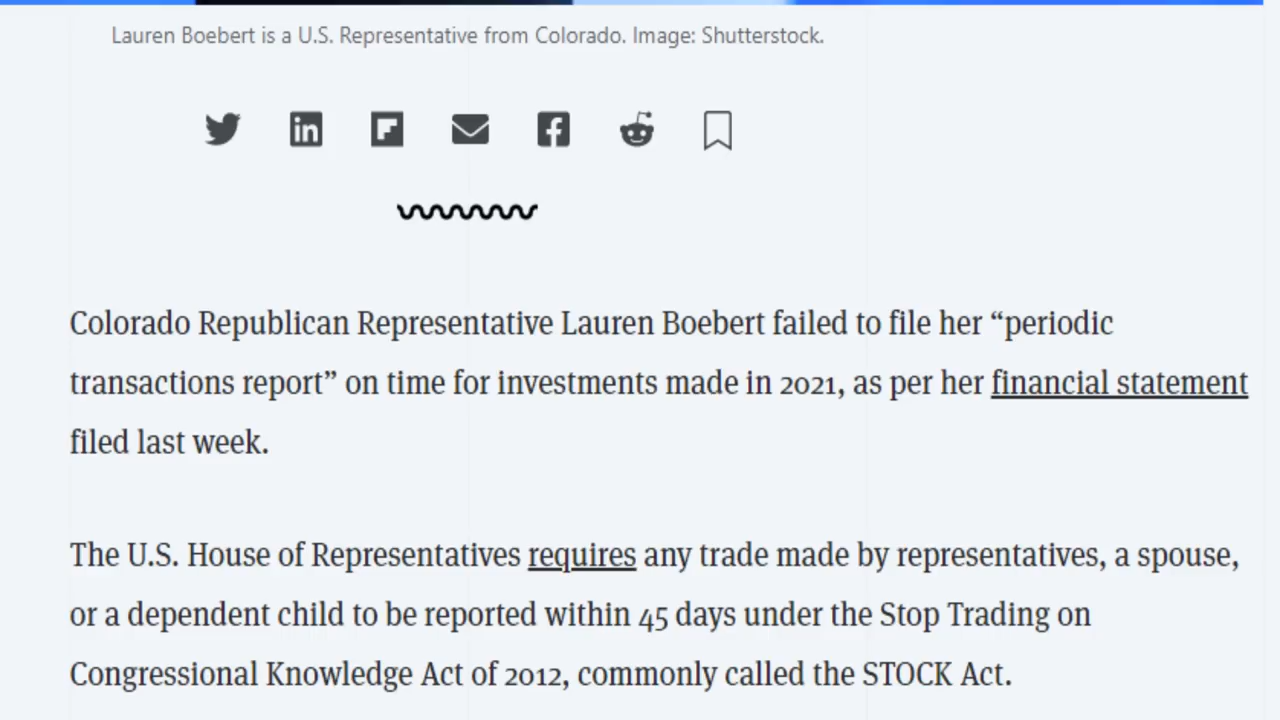 Lauren Boebert is a U.S. Representative from Colorado. Image: Shutterstock.
Colorado Republican Representative Lauren Boebert failed to file her “periodic
transactions report” on time for investments made in 2021, as per her financial statement
filed last week.
The U.S. House of Representatives requires any trade made by representatives, a spouse,
or a dependent child to be reported within 45 days under the Stop Trading on
Congressional Knowledge Act of 2012, commonly called the STOCK Act.